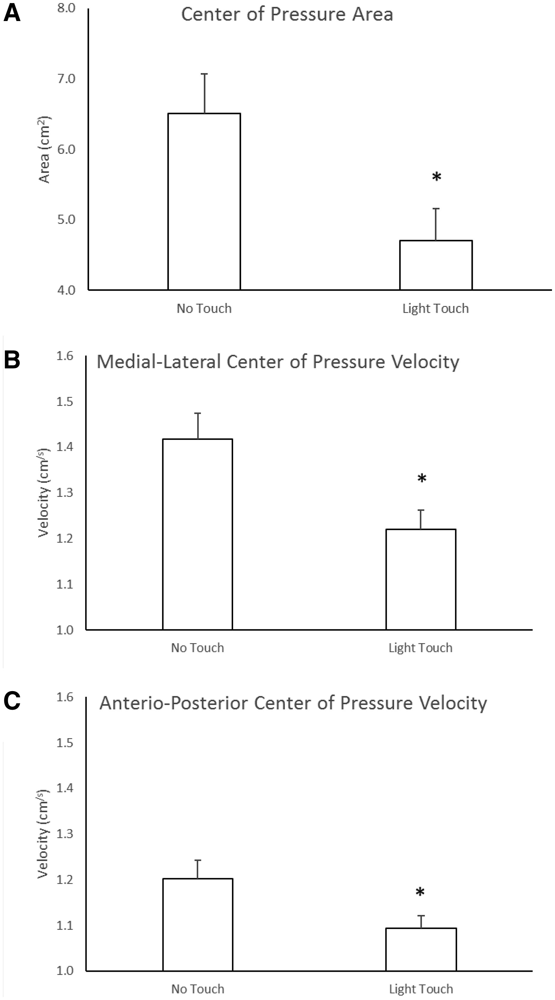 A
Center of Pressure Area
8.0
7.0
6.0
5.0
4.0
Area (cm²)
*
No Touch
Light Touch
B
Medial-Lateral Center of Pressure Velocity
1.6
1.5
1.4
1.3
1.2
1.1
1.0
Velocity (cm/s)
*
No Touch
Light Touch
C
Anterio-Posterior Center of Pressure Velocity
1.6
1.5
1.4
1.3
1.2
1.1
1.0
Velocity (cm/s)
*
No Touch
Light Touch